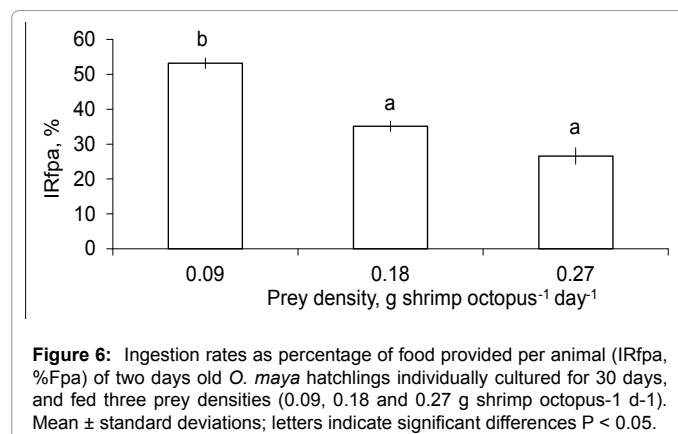 b
a
a
60
50
40
30
20
10
0
IRfpa, %
0.09 0.18 0.27
Prey density, g shrimp octopus⁻¹ day⁻¹
Figure 6: Ingestion rates as percentage of food provided per animal (IRfpa,
%Fpa) of two days old O. maya hatchlings individually cultured for 30 days,
and fed three prey densities (0.09, 0.18 and 0.27 g shrimp octopus-1 d-1).
Mean ± standard deviations; letters indicate significant differences P < 0.05.